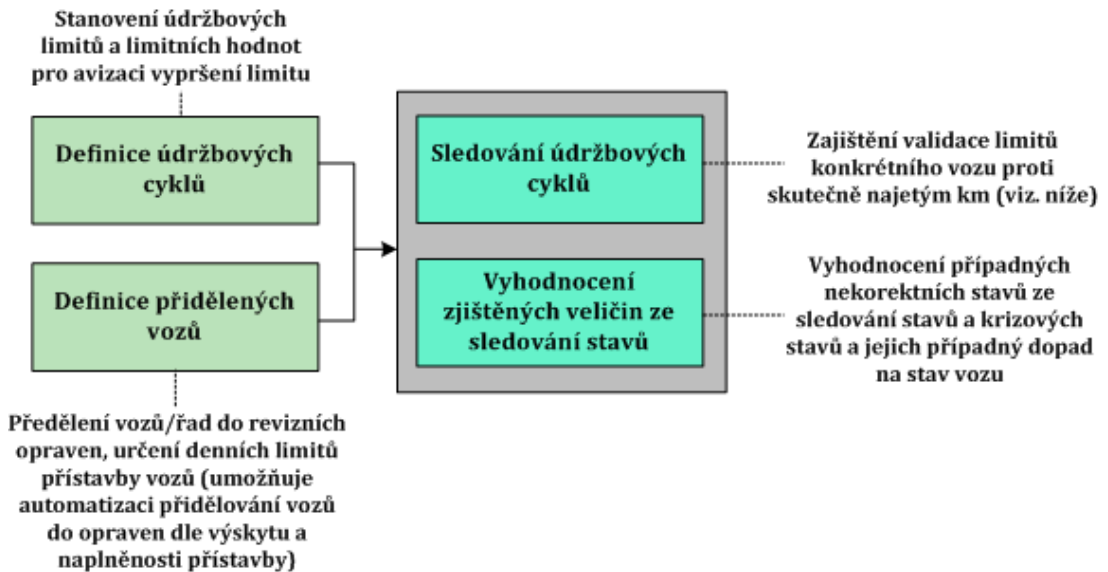 Stanovení údržbových
limitů a limitních hodnot
pro avizaci vypršení limitu
Definice údržbových
cyklů
Definice přidělených
vozů
Předělení vozů/řad do revizních
opraven, určení denních limitů
přístavby vozů (umožňuje
automatizaci přidělování vozů
do opraven dle výskytu a
naplněnosti přístavby)
Sledování údržbových
cyklů
Vyhodnocení
zjištěných veličin ze
sledování stavů
Zajištění validace limitů
konkrétního vozu proti
skutečně najetým km (viz. níže)
Vyhodnocení případných
nekorektních stavů ze
sledování stavů a krizových
stavů a jejich případný dopad
na stav vozu